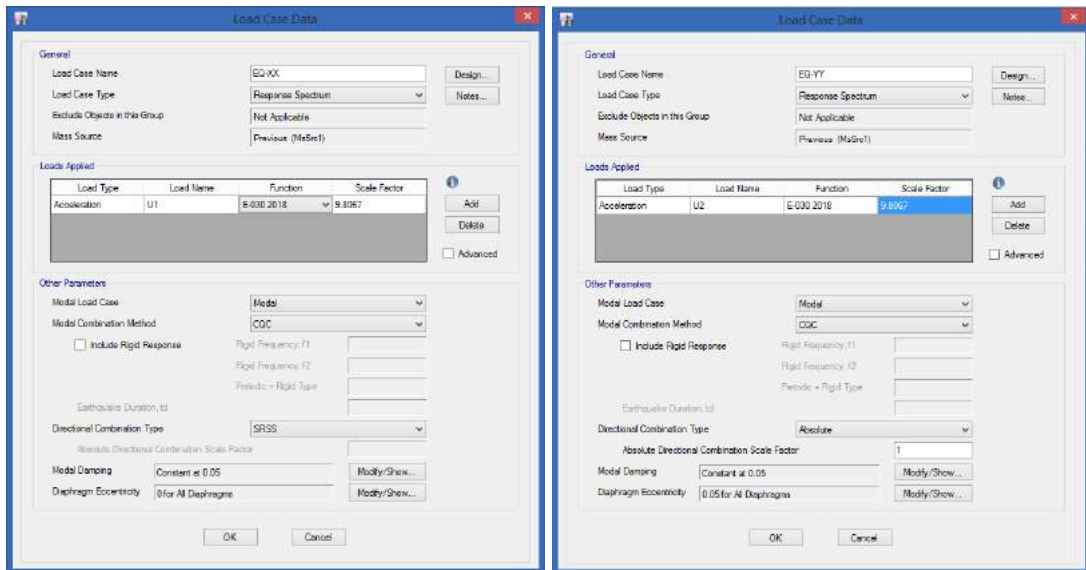 Load Case Data
General
Load Case Name EQ-XX Design...
Load Case Type Response Spectrum Notes...
Exclude Objects in this Group Not Applicable
Mass Source Previous (MsSrc1)
Loads Applied
Load Type Load Name Function Scale Factor
Acceleration U1 E-030 2018 9.8067
Add
Delete
Advanced
Other Parameters
Modal Load Case Modal
Modal Combination Method CQC
Include Rigid Response Rigid Frequency, f1
Rigid Frequency, f2
Periodic + Rigid Type
Earthquake Duration, td
Directional Combination Type SRSS
Absolute Directional Combination Scale Factor
Modal Damping Constant at 0.05 Modify/Show...
Diaphragm Eccentricity 0 for All Diaphragms Modify/Show...
OK Cancel
Load Case Data
General
Load Case Name EQ-YY Design...
Load Case Type Response Spectrum Notes...
Exclude Objects in this Group Not Applicable
Mass Source Previous (MsSrc1)
Loads Applied
Load Type Load Name Function Scale Factor
Acceleration U2 E-030 2018 9.8067
Add
Delete
Advanced
Other Parameters
Modal Load Case Modal
Modal Combination Method CQC
Include Rigid Response Rigid Frequency, f1
Rigid Frequency, f2
Periodic + Rigid Type
Earthquake Duration, td
Directional Combination Type Absolute
Absolute Directional Combination Scale Factor 1
Modal Damping Constant at 0.05 Modify/Show...
Diaphragm Eccentricity 0.05 for All Diaphragms Modify/Show...
OK Cancel